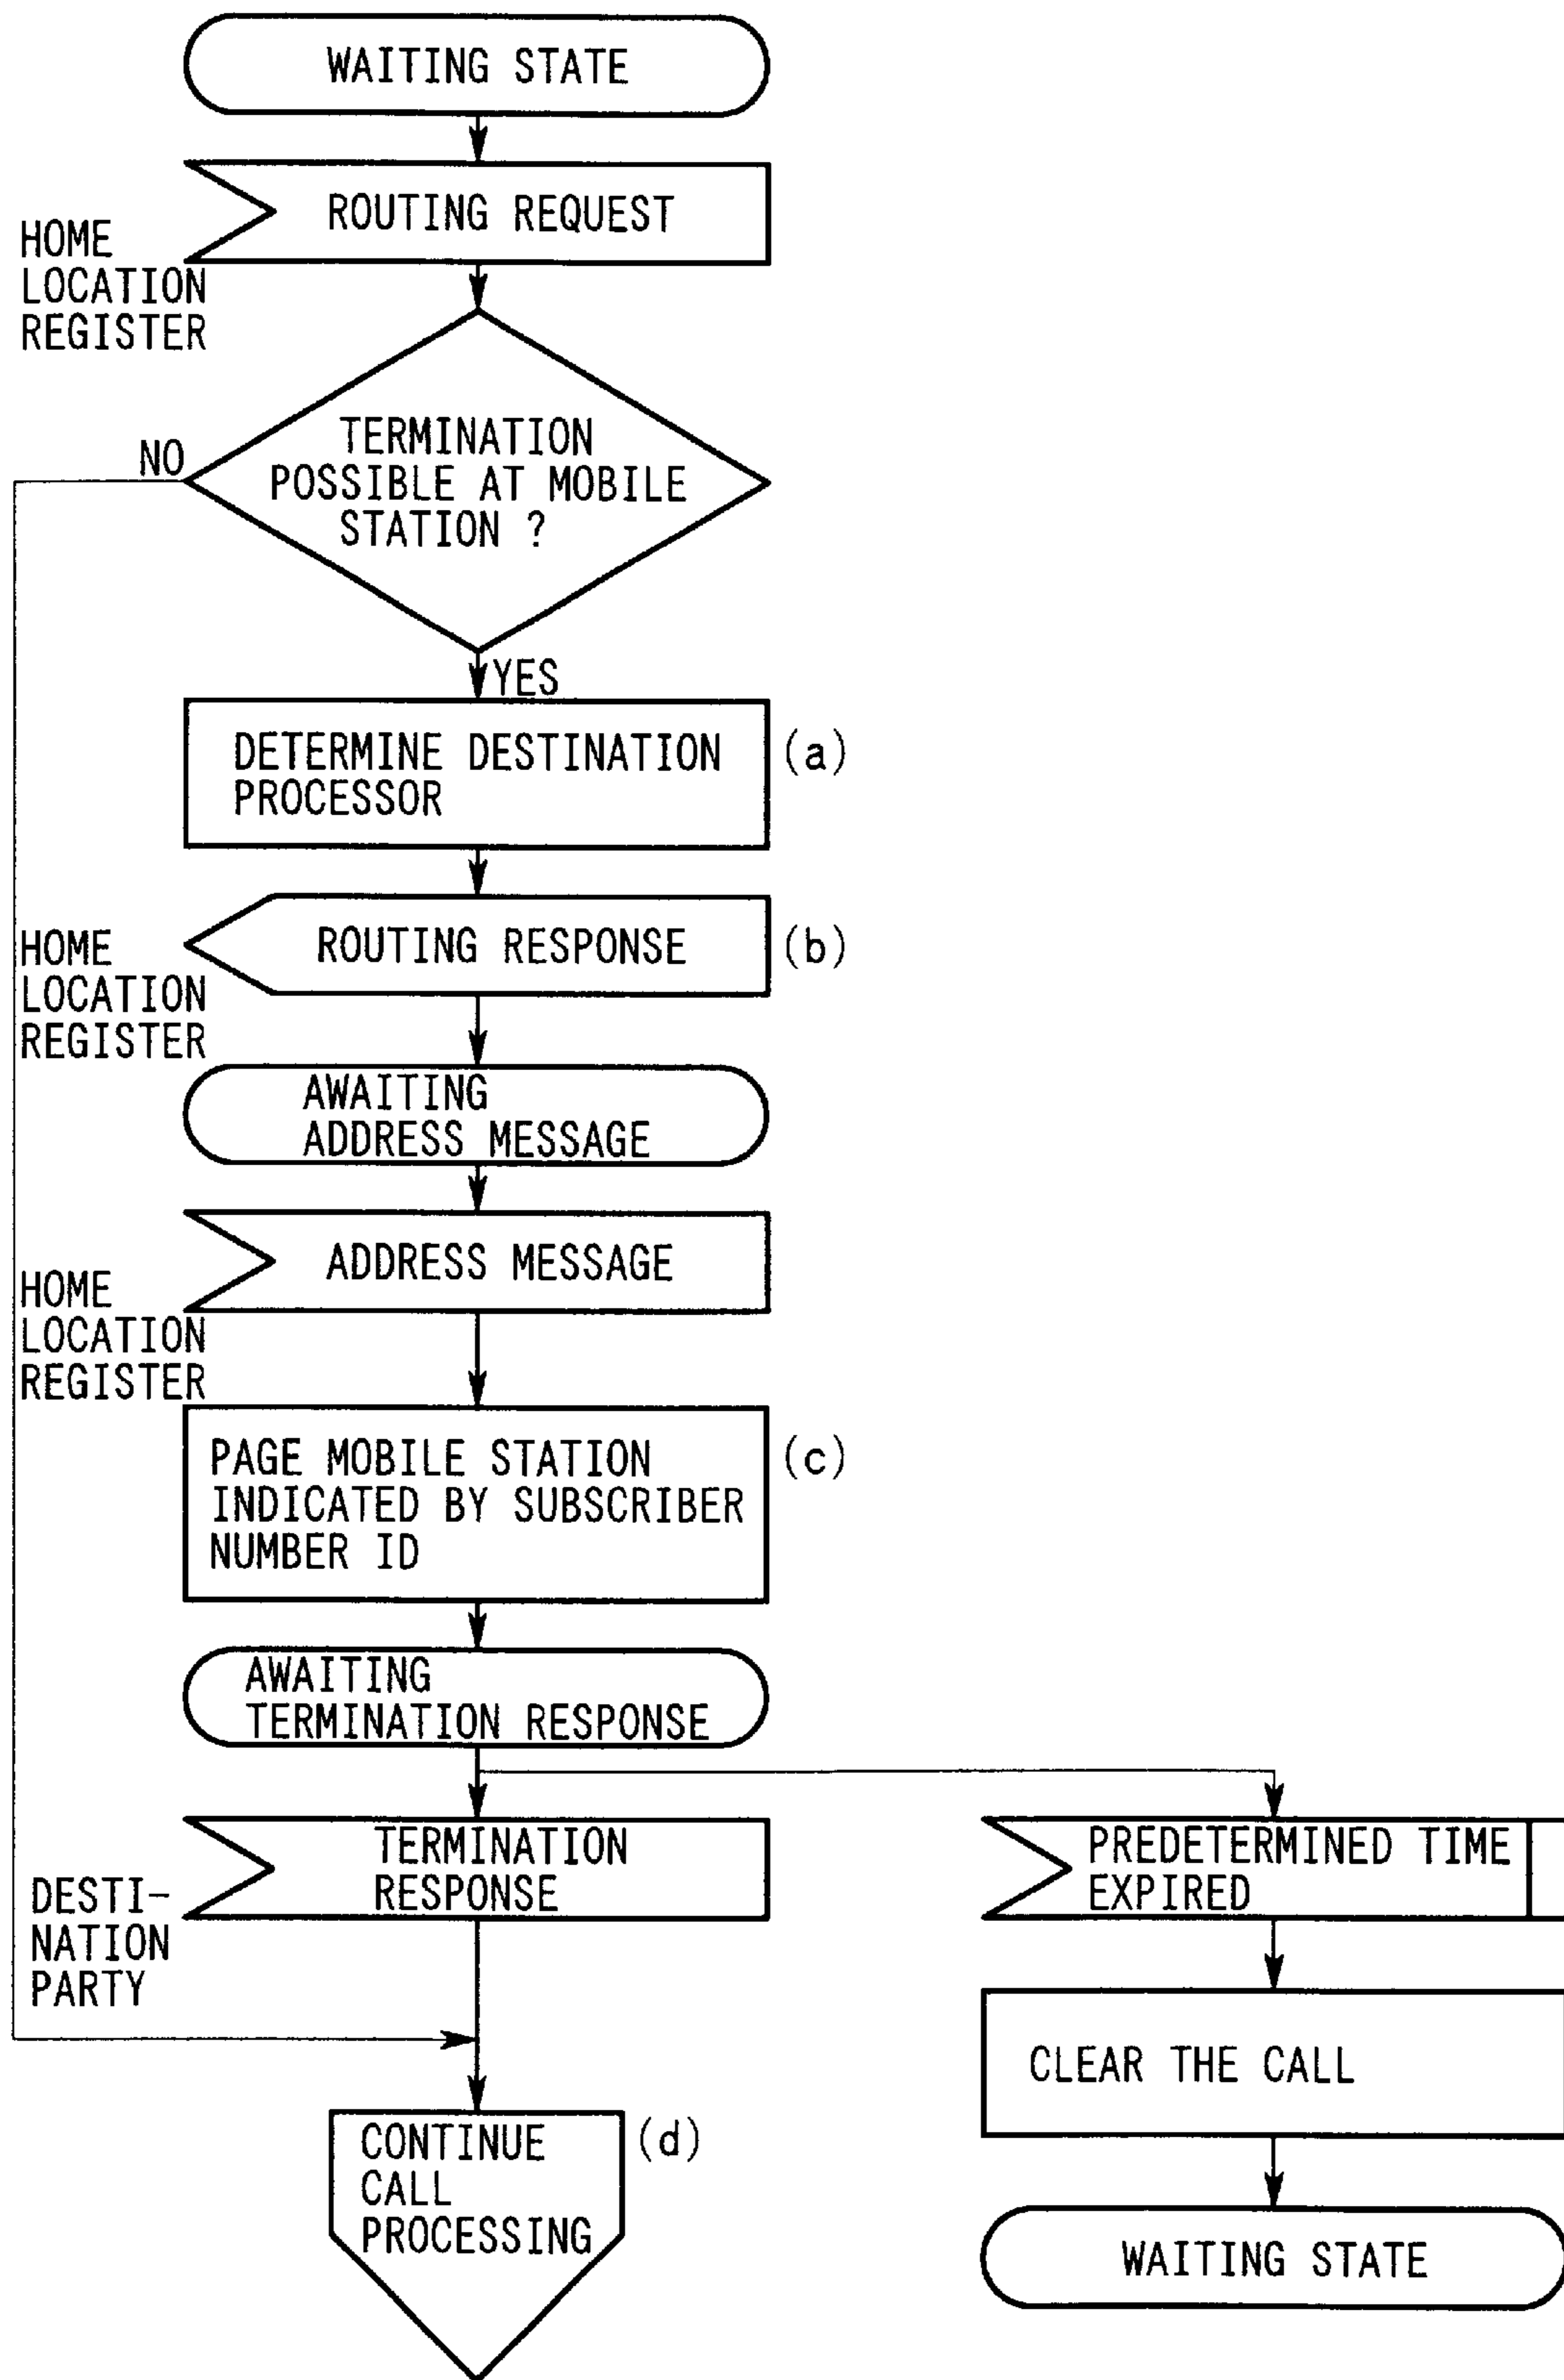 WAITING STATE
ROUTING REQUEST
HOME
LOCATION
REGISTER
TERMINATION
POSSIBLE AT MOBILE
STATION ?
NO
YES
DETERMINE DESTINATION
PROCESSOR
(a)
ROUTING RESPONSE
(b)
HOME
LOCATION
REGISTER
AWAITING
ADDRESS MESSAGE
ADDRESS MESSAGE
HOME
LOCATION
REGISTER
PAGE MOBILE STATION
INDICATED BY SUBSCRIBER
NUMBER ID
(c)
AWAITING
TERMINATION RESPONSE
TERMINATION
RESPONSE
DESTI-
NATION
PARTY
PREDETERMINED TIME
EXPIRED
CLEAR THE CALL
WAITING STATE
CONTINUE
CALL
PROCESSING
(d)